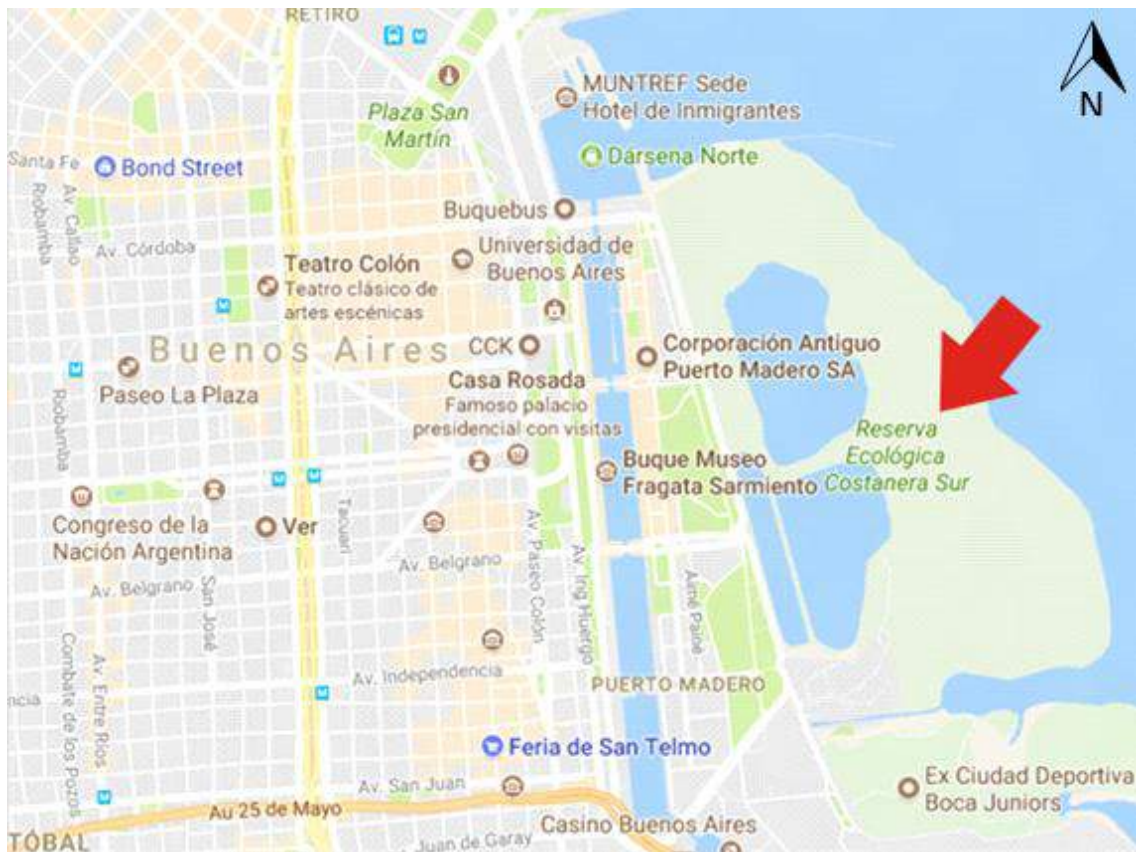 RETIRO
MUNTREF Sede
Hotel de Inmigrantes
N
Plaza San
Martín
Dársena Norte
Santa Fe
Bond Street
Riobamba
Av. Callao
Buquebus
Av. Córdoba
Universidad de
Buenos Aires
Teatro Colón
Teatro clásico de
artes escénicas
Buenos Aires
CCK
Corporación Antiguo
Puerto Madero SA
Paseo La Plaza
Casa Rosada
Famoso palacio
presidencial con visitas
Riobamba
Reserva
Ecológica
Costanera Sur
Buque Museo
Fragata Sarmiento
Congreso de la
Nación Argentina
Ver
Tacuarí
Av. Paseo Colón
Av. Ing Huergo
Aimé Paine
Av. Belgrano
Av. Belgrano
San José
Combate de los Pozos
Av. Entre Ríos
Av. Independencia
ncia
PUERTO MADERO
Feria de San Telmo
Av. San Juan
Au 25 de Mayo
Ex Ciudad Deportiva
Boca Juniors
Casino Buenos Aires
TÓBAL
Juan de Garay